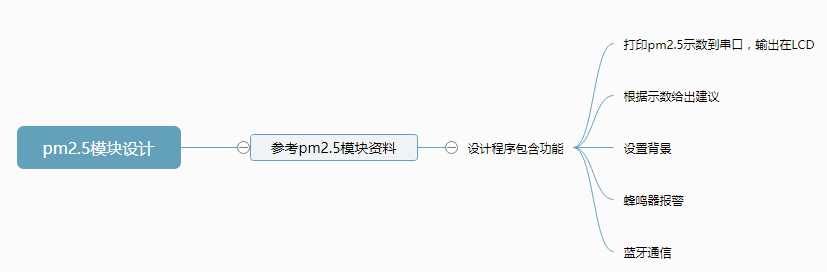 pm2.5模块设计
参考pm2.5模块资料
设计程序包含功能
打印pm2.5示数到串口，输出在LCD
根据示数给出建议
设置背景
蜂鸣器报警
蓝牙通信